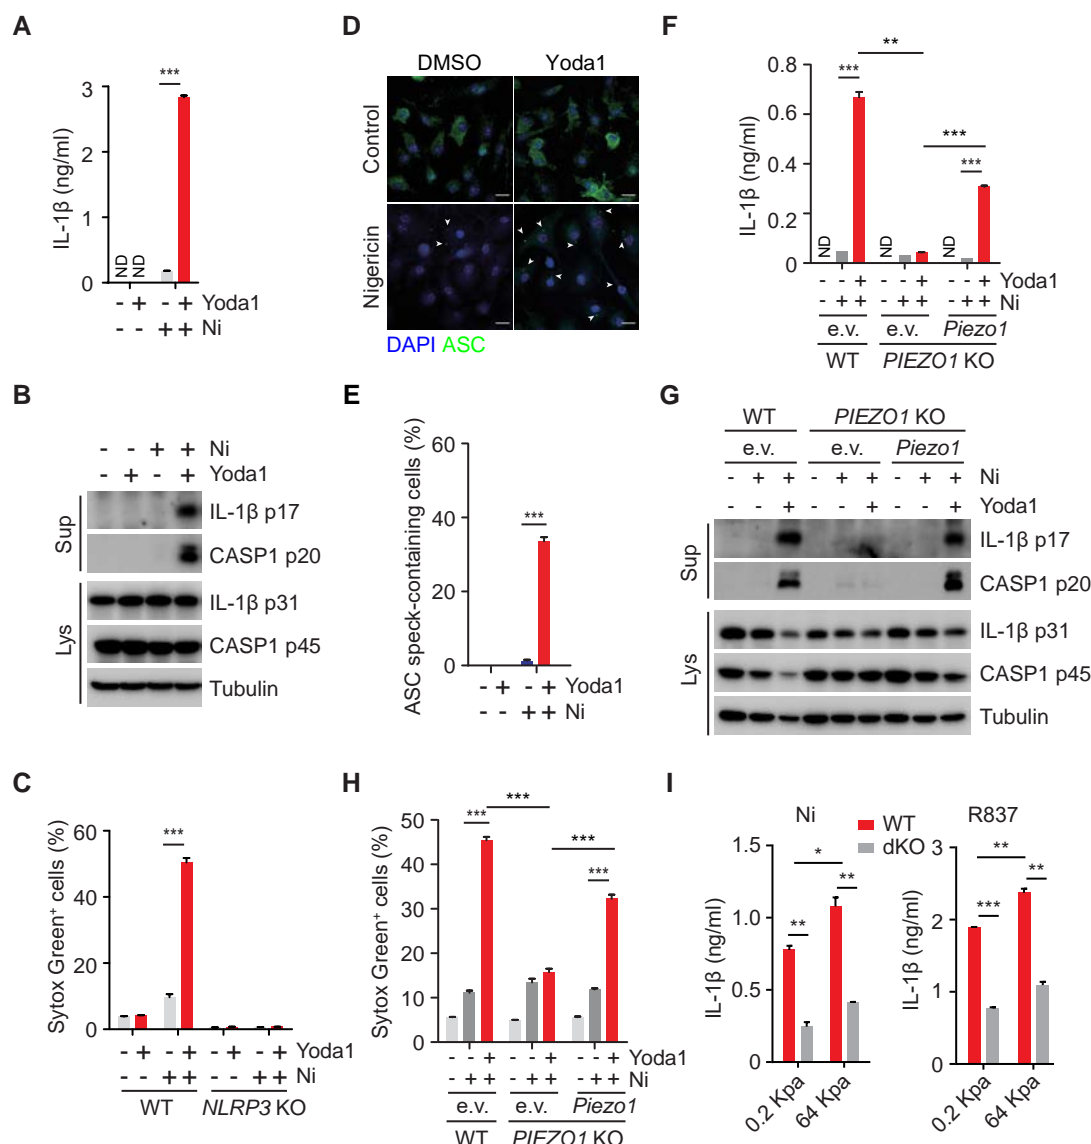 A
***
3
2
1
0
IL-1β (ng/ml)
ND
ND
- + - + Yoda1
- - + + Ni
B
- - + + Ni
- + - + Yoda1
Sup
IL-1β p17
CASP1 p20
Lys
IL-1β p31
CASP1 p45
Tubulin
C
***
60
40
20
0
Sytox Green+ cells (%)
- + - + - + - + Yoda1
- - + + - - + + Ni
WT NLRP3 KO
D
DMSO Yoda1
Control
Nigericin
DAPI ASC
E
60
40
20
0
ASC speck-containing cells (%)
***
- + - + Yoda1
- - + + Ni
F
**
***
***
***
0.8
0.6
0.4
0.2
0
IL-1β (ng/ml)
ND
ND
ND
- - + - - + - - + Yoda1
- + + - + + - + + Ni
e.v. e.v. Piezo1
WT PIEZO1 KO
G
WT PIEZO1 KO
e.v. e.v. Piezo1
- + + - + + - + + Ni
- - + - - + - - + Yoda1
Sup
IL-1β p17
CASP1 p20
Lys
IL-1β p31
CASP1 p45
Tubulin
H
***
***
***
***
50
40
30
20
10
0
Sytox Green+ cells (%)
- - + - - + - - + Yoda1
- + + - + + - + + Ni
e.v. e.v. Piezo1
WT PIEZO1 KO
I
Ni
WT
dKO
R837
*
**
**
1.5
1.0
0.5
0
IL-1β (ng/ml)
0.2 Kpa 64 Kpa
**
***
**
3
2
1
0
IL-1β (ng/ml)
0.2 Kpa 64 Kpa